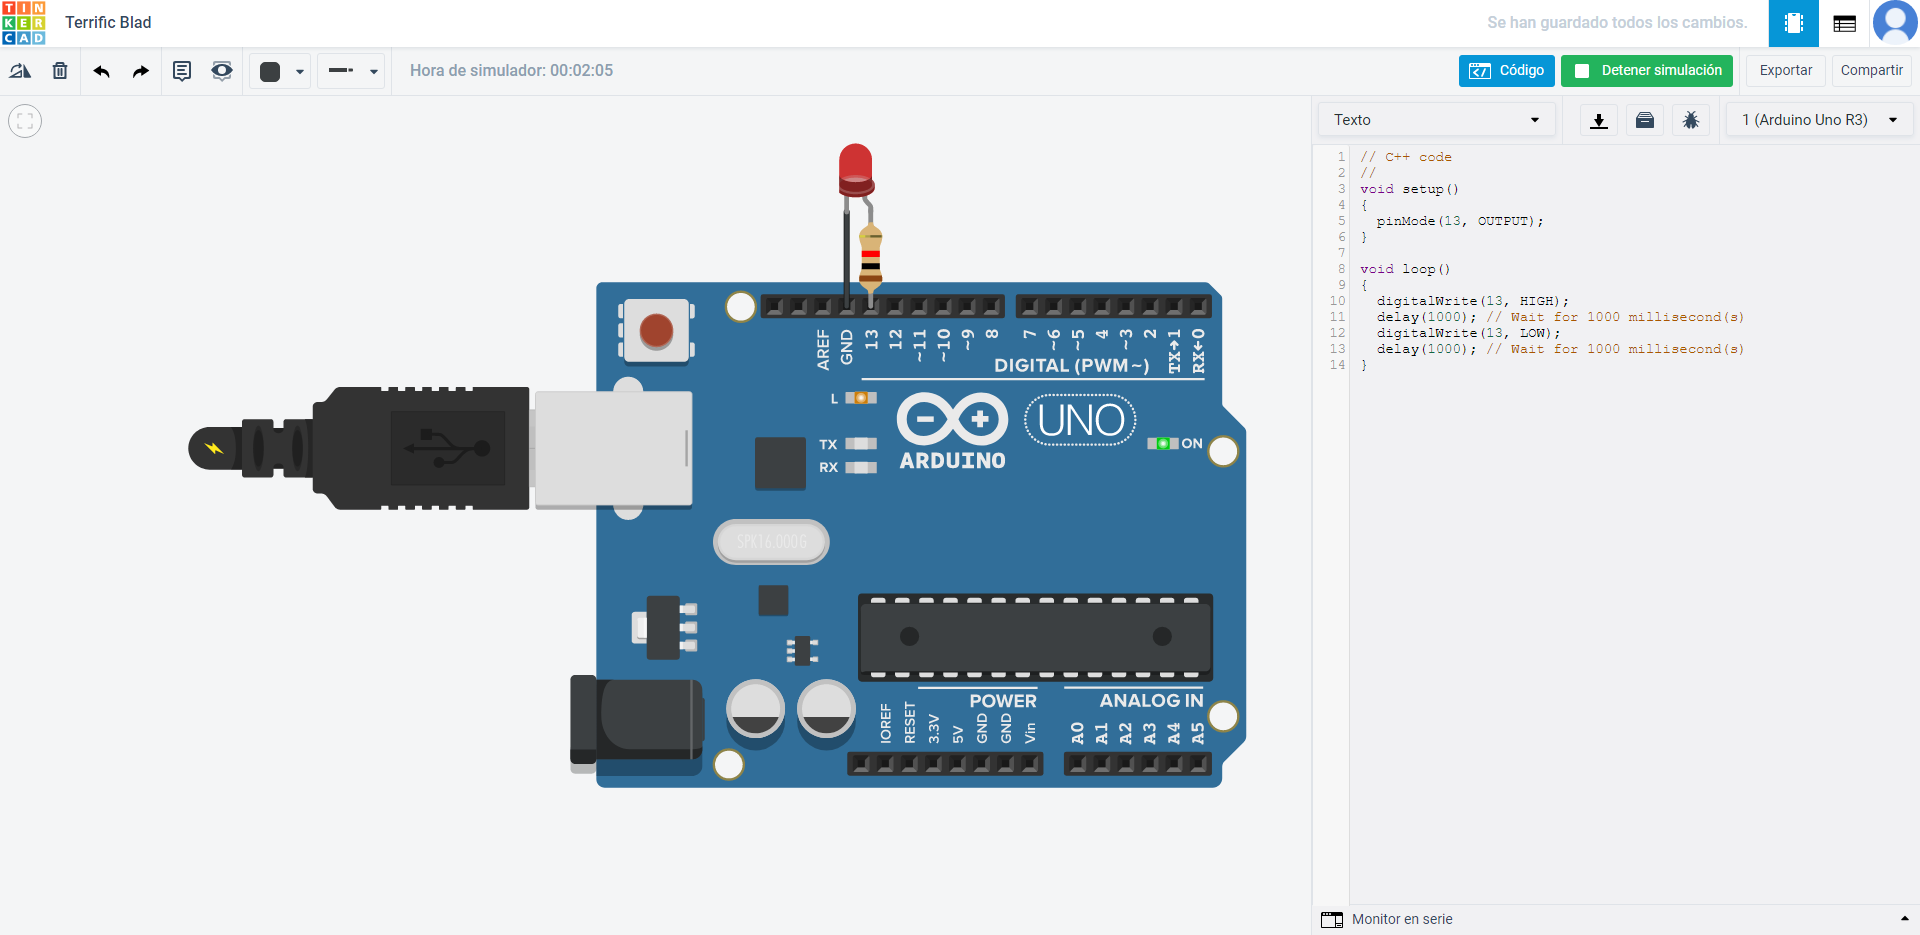 TIN
KER
CAD
Terrific Blad
Se han guardado todos los cambios.
Hora de simulador: 00:02:05
Código
Detener simulación
Exportar
Compartir
Texto
1 (Arduino Uno R3)
1 // C++ code
2 //
3 void setup()
4 {
5   pinMode(13, OUTPUT);
6 }
7
8 void loop()
9 {
10   digitalWrite(13, HIGH);
11   delay(1000); // Wait for 1000 millisecond(s)
12   digitalWrite(13, LOW);
13   delay(1000); // Wait for 1000 millisecond(s)
14 }
AREF GND 13 12 ~11 ~10 ~9 8 7 ~6 ~5 4 ~3 2 TX→1 RX←0
DIGITAL (PWM~)
L
TX
RX
UNO
ARDUINO
ON
SPK16.000G
POWER
ANALOG IN
IOREF RESET 3.3V 5V GND GND Vin A0 A1 A2 A3 A4 A5
Monitor en serie